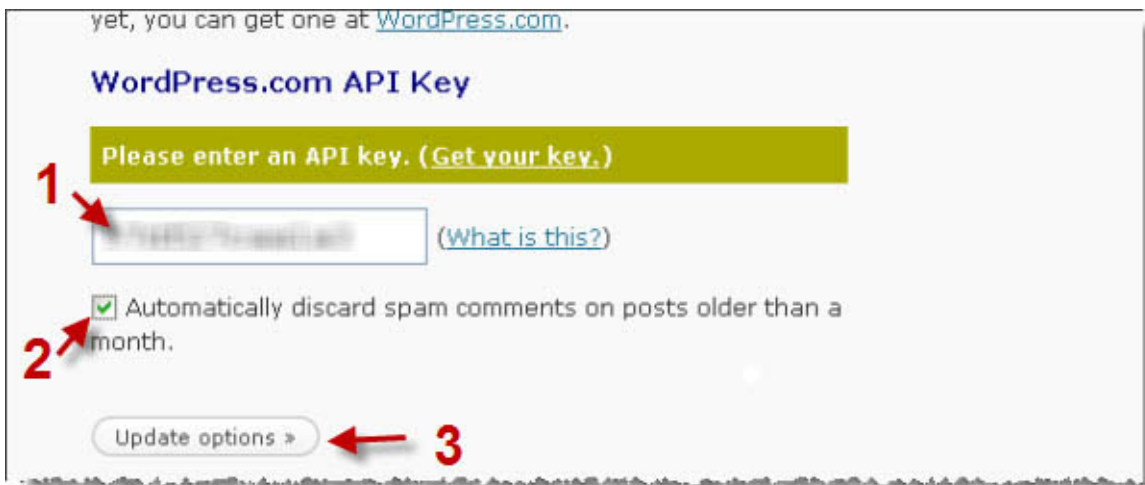 yet, you can get one at WordPress.com.
WordPress.com API Key
Please enter an API key. (Get your key.)
1
(What is this?)
Automatically discard spam comments on posts older than a
2
month.
Update options »
3